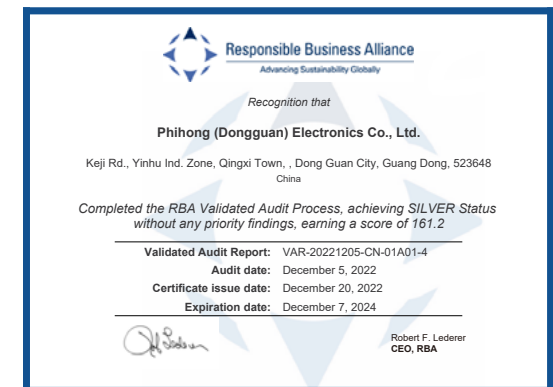 Responsible Business Alliance
Advancing Sustainability Globally
Recognition that
Phihong (Dongguan) Electronics Co., Ltd.
Keji Rd., Yinhu Ind. Zone, Qingxi Town, , Dong Guan City, Guang Dong, 523648
China
Completed the RBA Validated Audit Process, achieving SILVER Status
without any priority findings, earning a score of 161.2
Validated Audit Report: VAR-20221205-CN-01A01-4
Audit date: December 5, 2022
Certificate issue date: December 20, 2022
Expiration date: December 7, 2024
Robert F. Lederer
CEO, RBA